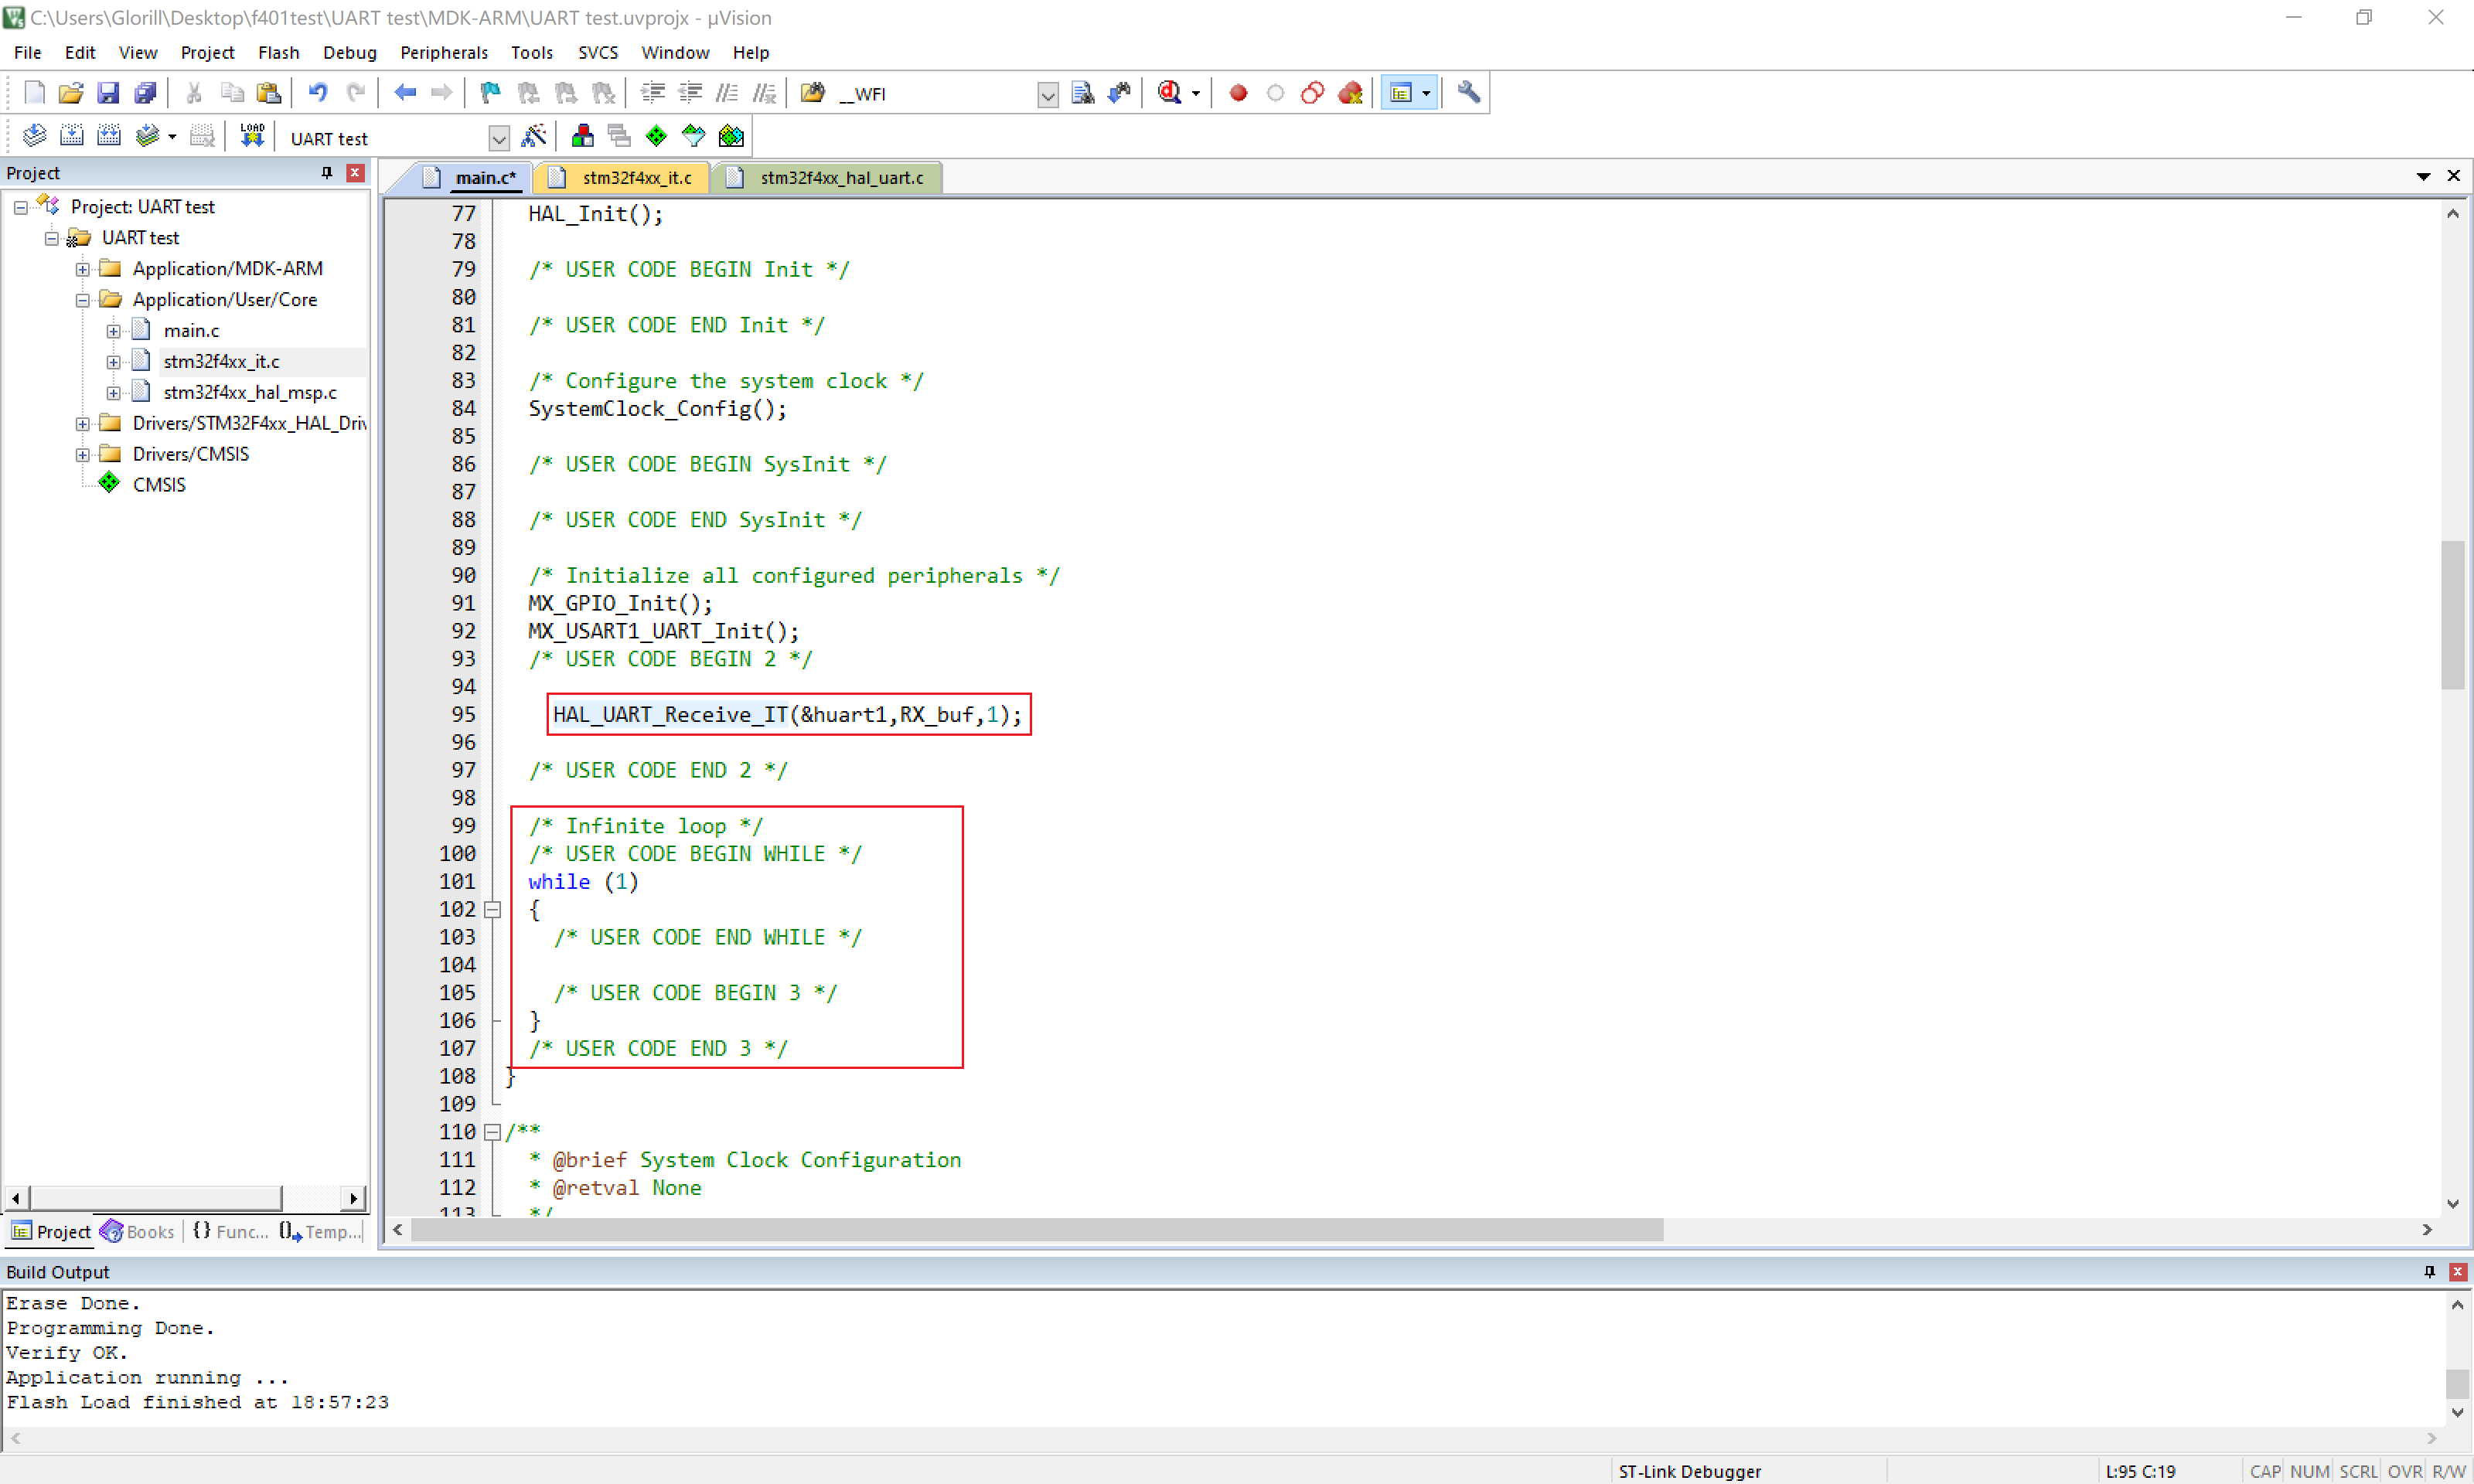 C:\Users\Glorill\Desktop\f401test\UART test\MDK-ARM\UART test.uvprojx - µVision
File Edit View Project Flash Debug Peripherals Tools SVCS Window Help
__WFI
LOAD UART test
Project
main.c* stm32f4xx_it.c stm32f4xx_hal_uart.c
Project: UART test
UART test
Application/MDK-ARM
Application/User/Core
main.c
stm32f4xx_it.c
stm32f4xx_hal_msp.c
Drivers/STM32F4xx_HAL_Driv
Drivers/CMSIS
CMSIS
Project Books {} Func... Temp...
77 HAL_Init();
78
79 /* USER CODE BEGIN Init */
80
81 /* USER CODE END Init */
82
83 /* Configure the system clock */
84 SystemClock_Config();
85
86 /* USER CODE BEGIN SysInit */
87
88 /* USER CODE END SysInit */
89
90 /* Initialize all configured peripherals */
91 MX_GPIO_Init();
92 MX_USART1_UART_Init();
93 /* USER CODE BEGIN 2 */
94
95 HAL_UART_Receive_IT(&huart1,RX_buf,1);
96
97 /* USER CODE END 2 */
98
99 /* Infinite loop */
100 /* USER CODE BEGIN WHILE */
101 while (1)
102 {
103 /* USER CODE END WHILE */
104
105 /* USER CODE BEGIN 3 */
106 }
107 /* USER CODE END 3 */
108 }
109
110 /**
111 * @brief System Clock Configuration
112 * @retval None
113 */
Build Output
Erase Done.
Programming Done.
Verify OK.
Application running ...
Flash Load finished at 18:57:23
ST-Link Debugger L:95 C:19 CAP NUM SCRL OVR R/W